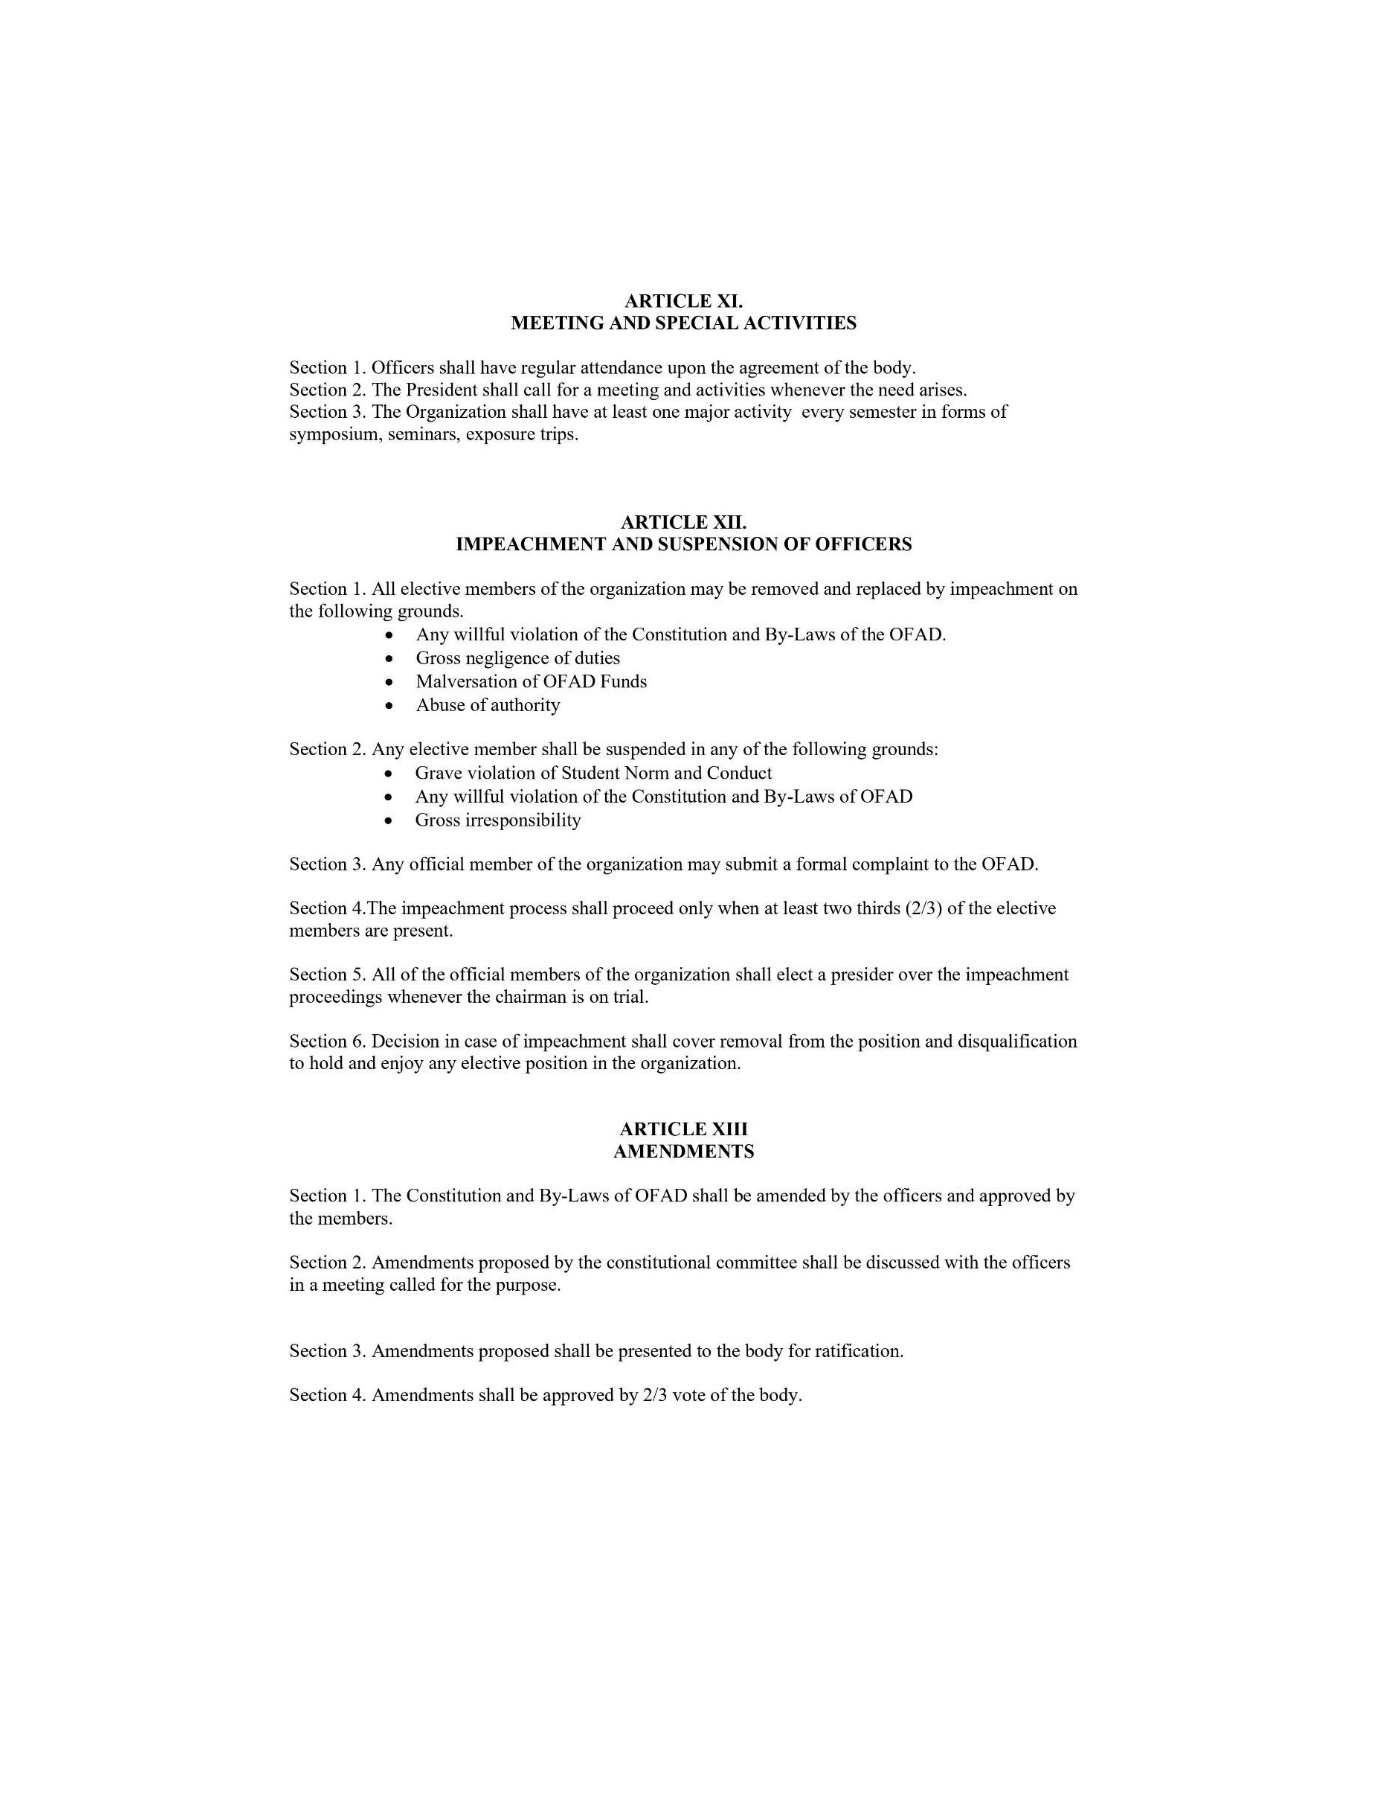 ARTICLE XI.
MEETING AND SPECIAL ACTIVITIES
Section 1. Officers shall have regular attendance upon the agreement of the body.
Section 2. The President shall call for a meeting and activities whenever the need arises.
Section 3. The Organization shall have at least one major activity  every semester in forms of
symposium, seminars, exposure trips.
ARTICLE XII.
IMPEACHMENT AND SUSPENSION OF OFFICERS
Section 1. All elective members of the organization may be removed and replaced by impeachment on
the following grounds.
• Any willful violation of the Constitution and By-Laws of the OFAD.
• Gross negligence of duties
• Malversation of OFAD Funds
• Abuse of authority
Section 2. Any elective member shall be suspended in any of the following grounds:
• Grave violation of Student Norm and Conduct
• Any willful violation of the Constitution and By-Laws of OFAD
• Gross irresponsibility
Section 3. Any official member of the organization may submit a formal complaint to the OFAD.
Section 4.The impeachment process shall proceed only when at least two thirds (2/3) of the elective
members are present.
Section 5. All of the official members of the organization shall elect a presider over the impeachment
proceedings whenever the chairman is on trial.
Section 6. Decision in case of impeachment shall cover removal from the position and disqualification
to hold and enjoy any elective position in the organization.
ARTICLE XIII
AMENDMENTS
Section 1. The Constitution and By-Laws of OFAD shall be amended by the officers and approved by
the members.
Section 2. Amendments proposed by the constitutional committee shall be discussed with the officers
in a meeting called for the purpose.
Section 3. Amendments proposed shall be presented to the body for ratification.
Section 4. Amendments shall be approved by 2/3 vote of the body.